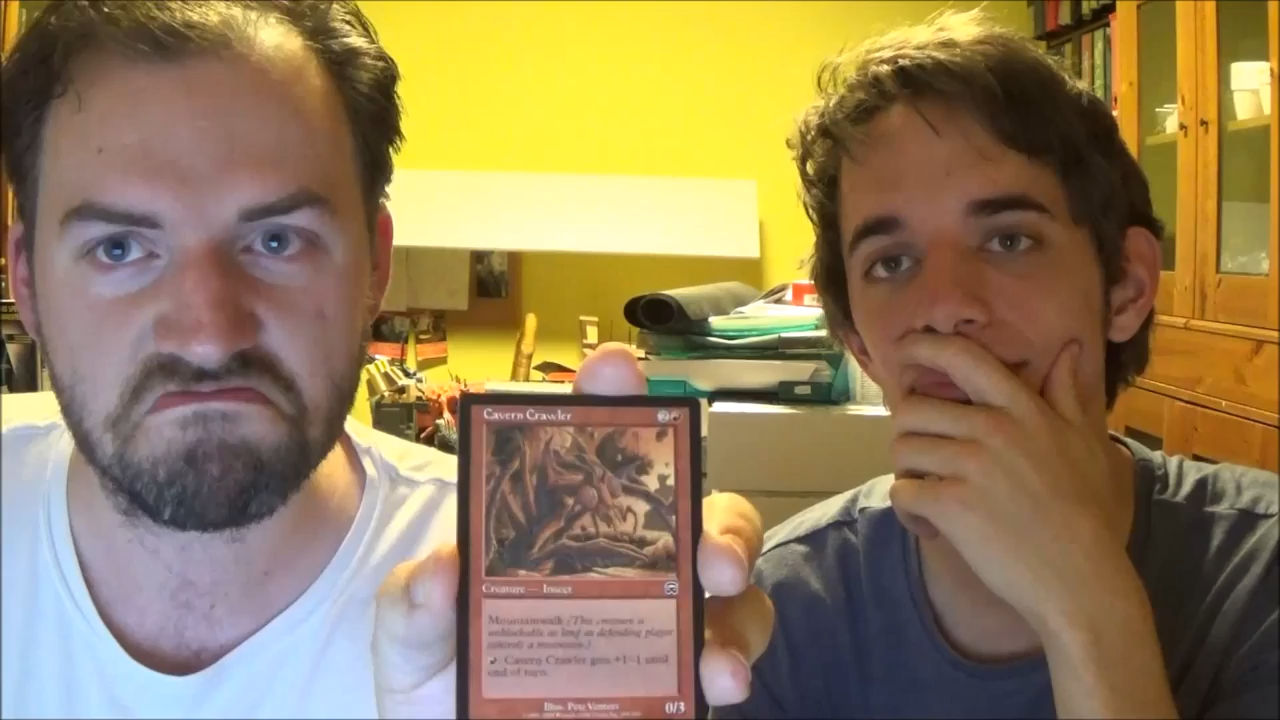 Cavern Crawler
2
Creature — Insect
Mountainwalk (This creature is
unblockable as long as defending player
controls a mountain.)
: Cavern Crawler gets +1/-1 until
end of turn.
Illus. Pete Venters
0/3